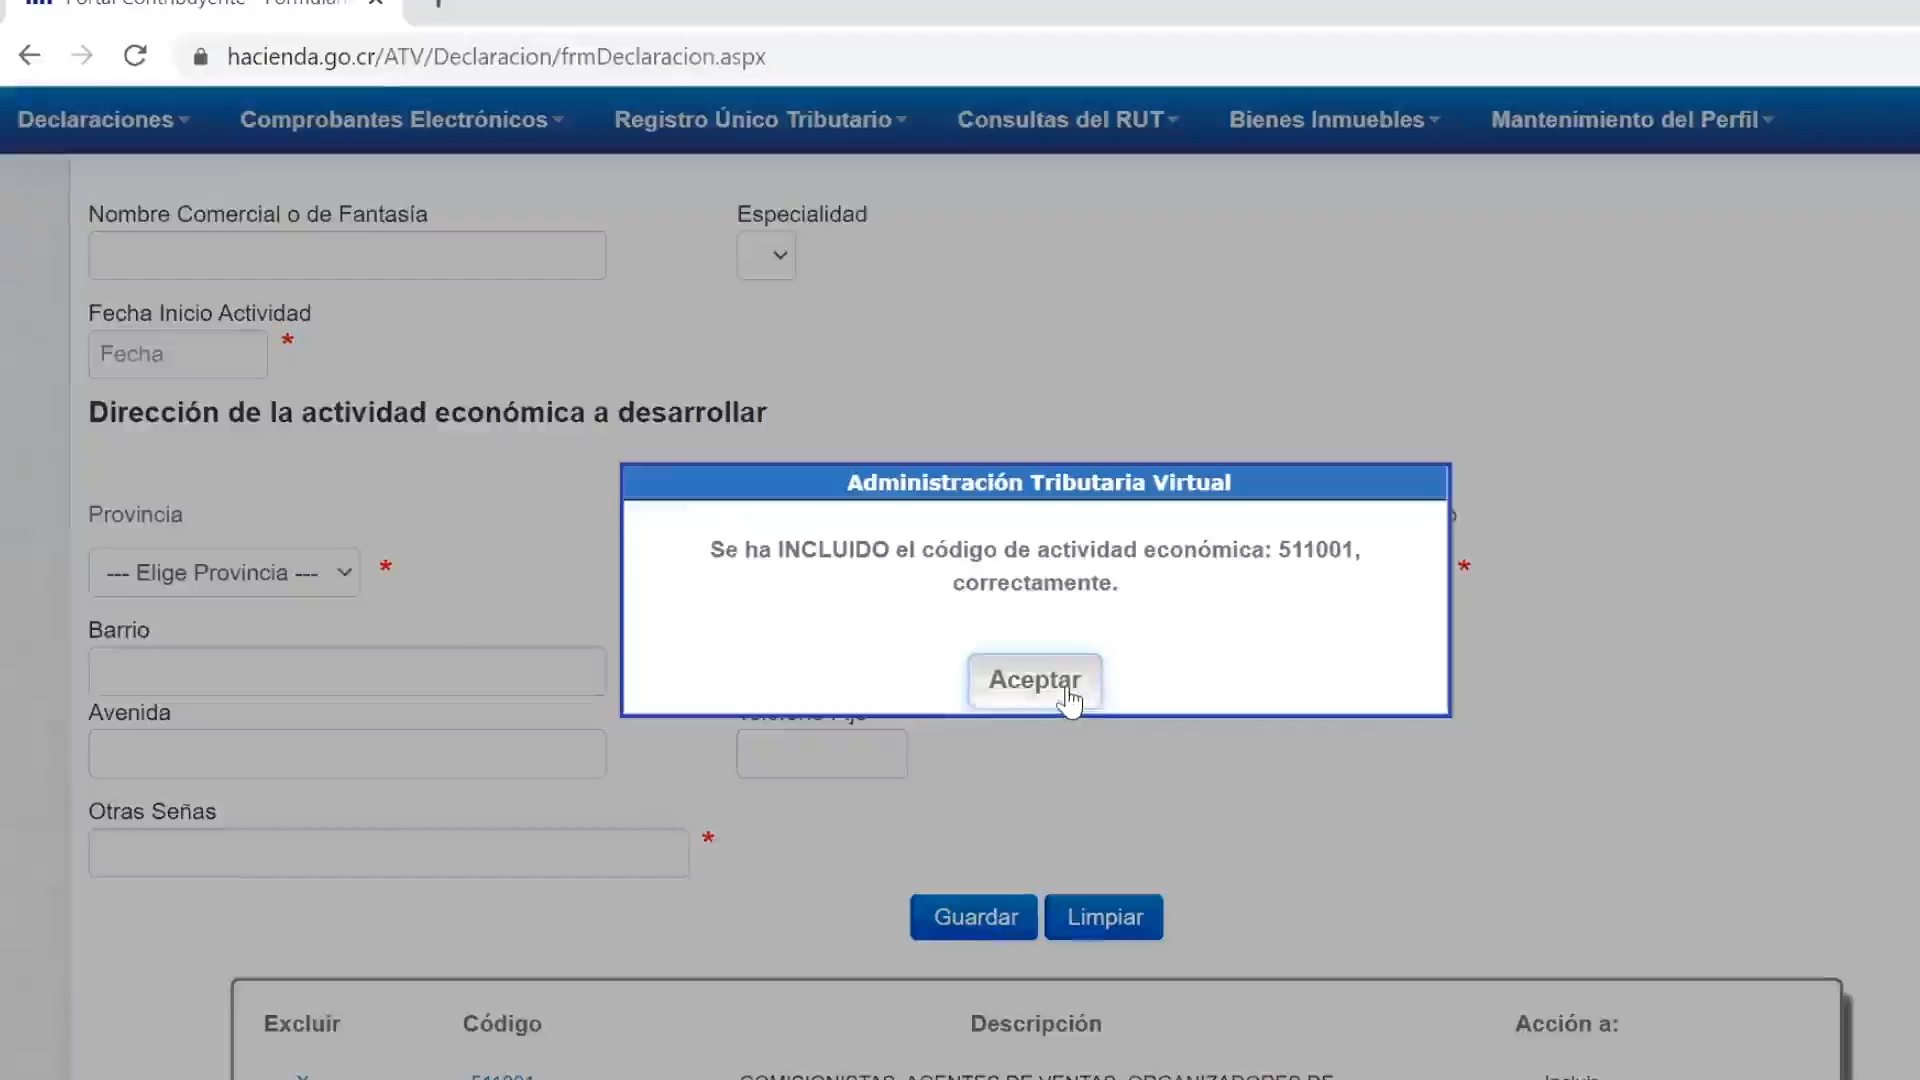 hacienda.go.cr/ATV/Declaracion/frmDeclaracion.aspx
Declaraciones Comprobantes Electrónicos Registro Único Tributario Consultas del RUT Bienes Inmuebles Mantenimiento del Perfil
Nombre Comercial o de Fantasía Especialidad
Fecha Inicio Actividad
Fecha *
Dirección de la actividad económica a desarrollar
Administración Tributaria Virtual
Provincia
Se ha INCLUIDO el código de actividad económica: 511001,
correctamente.
--- Elige Provincia --- * *
Barrio
Aceptar
Avenida
Otras Señas
*
Guardar Limpiar
Excluir Código Descripción Acción a: